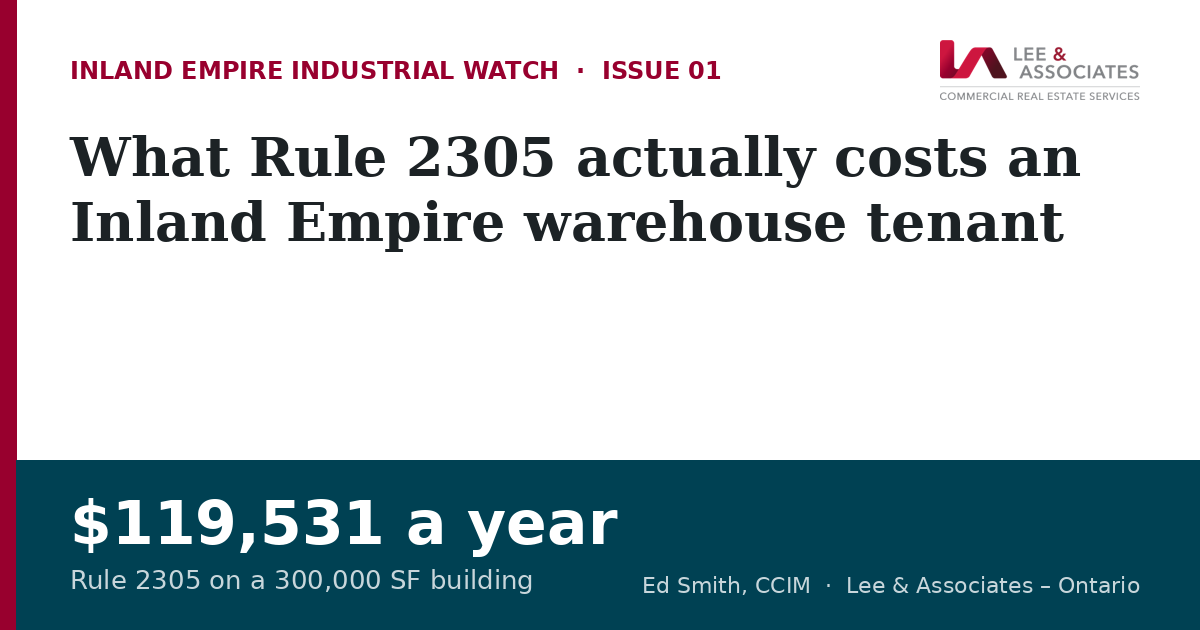 INLAND EMPIRE INDUSTRIAL WATCH · ISSUE 01
LEE &
ASSOCIATES
COMMERCIAL REAL ESTATE SERVICES
What Rule 2305 actually costs an
Inland Empire warehouse tenant
$119,531 a year
Rule 2305 on a 300,000 SF building
Ed Smith, CCIM · Lee & Associates – Ontario